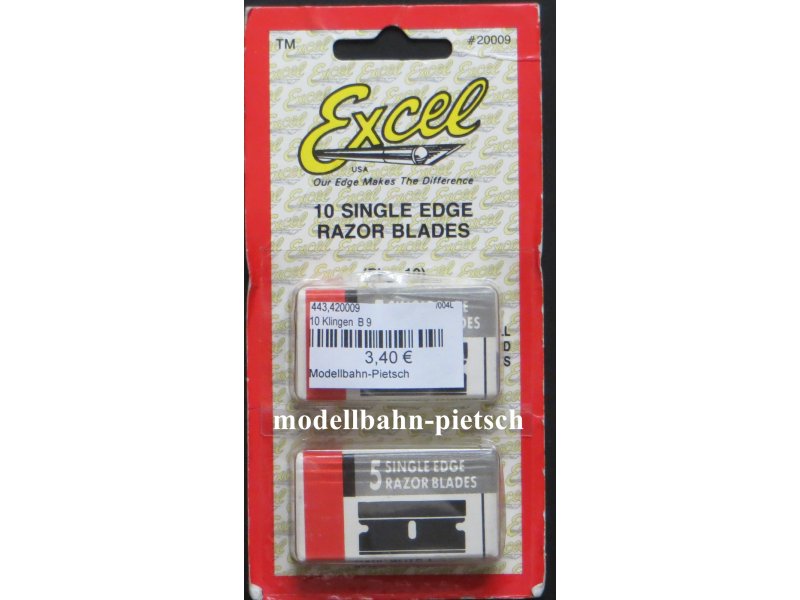 TM
#20009
Excel
USA
Our Edge Makes The Difference
10 SINGLE EDGE
RAZOR BLADES
443,420009
/004L
10 Klingen B 9
3,40 €
Modellbahn-Pietsch
modellbahn-pietsch
5 SINGLE EDGE
RAZOR BLADES